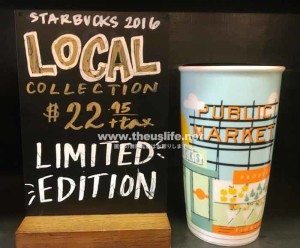 STARBUCKS 2016
LOCAL
COLLECTION
$22.95
+tax
LIMITED
EDITION
PUBLIC
MARKET
www.theuslife.net